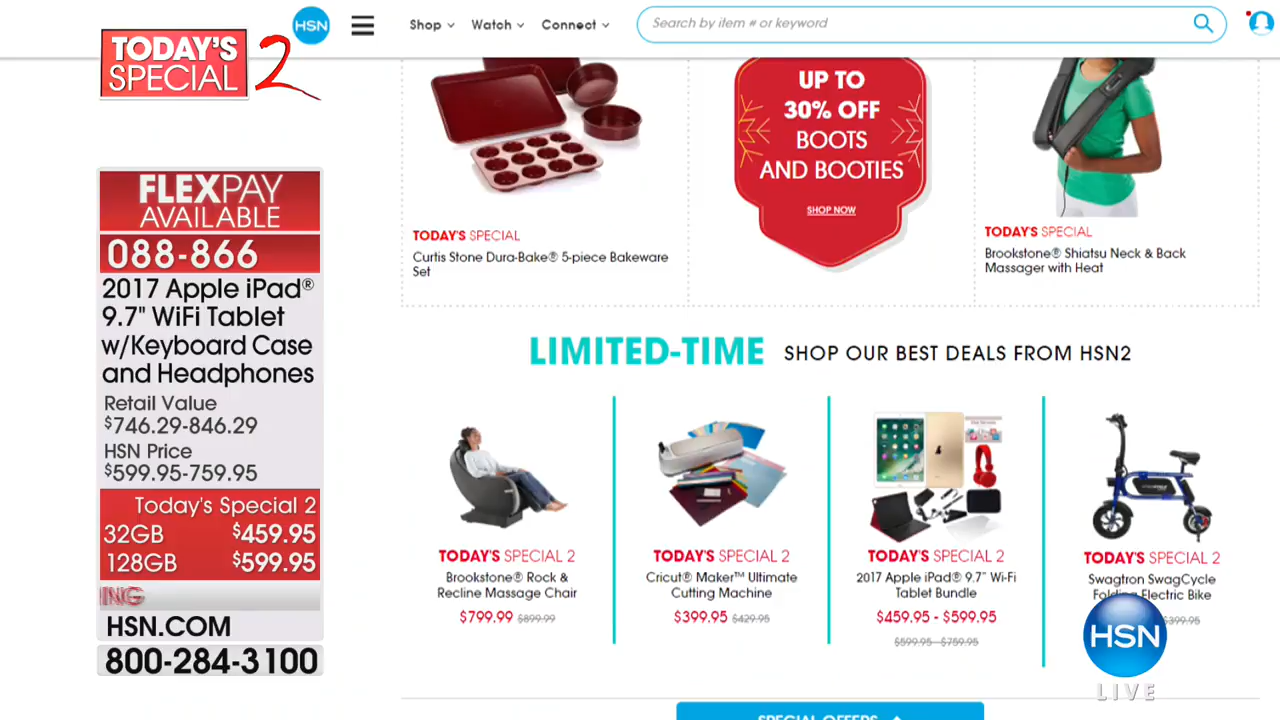 HSN
Shop
Watch
Connect
Search by item # or keyword
TODAY'S
SPECIAL 2
FLEXPAY
AVAILABLE
088-866
2017 Apple iPad®
9.7" WiFi Tablet
w/Keyboard Case
and Headphones
Retail Value
$746.29-846.29
HSN Price
$599.95-759.95
Today's Special 2
32GB $459.95
128GB $599.95
ING
HSN.COM
800-284-3100
TODAY'S SPECIAL
Curtis Stone Dura-Bake® 5-piece Bakeware
Set
UP TO
30% OFF
BOOTS
AND BOOTIES
SHOP NOW
TODAY'S SPECIAL
Brookstone® Shiatsu Neck & Back
Massager with Heat
LIMITED-TIME SHOP OUR BEST DEALS FROM HSN2
TODAY'S SPECIAL 2
Brookstone® Rock &
Recline Massage Chair
$799.99 $899.99
TODAY'S SPECIAL 2
Cricut® Maker™ Ultimate
Cutting Machine
$399.95 $429.95
TODAY'S SPECIAL 2
2017 Apple iPad® 9.7" Wi-Fi
Tablet Bundle
$459.95 - $599.95
$599.95 - $759.95
TODAY'S SPECIAL 2
Swagtron SwagCycle
Folding Electric Bike
$399.95
HSN
LIVE
SPECIAL OFFERS